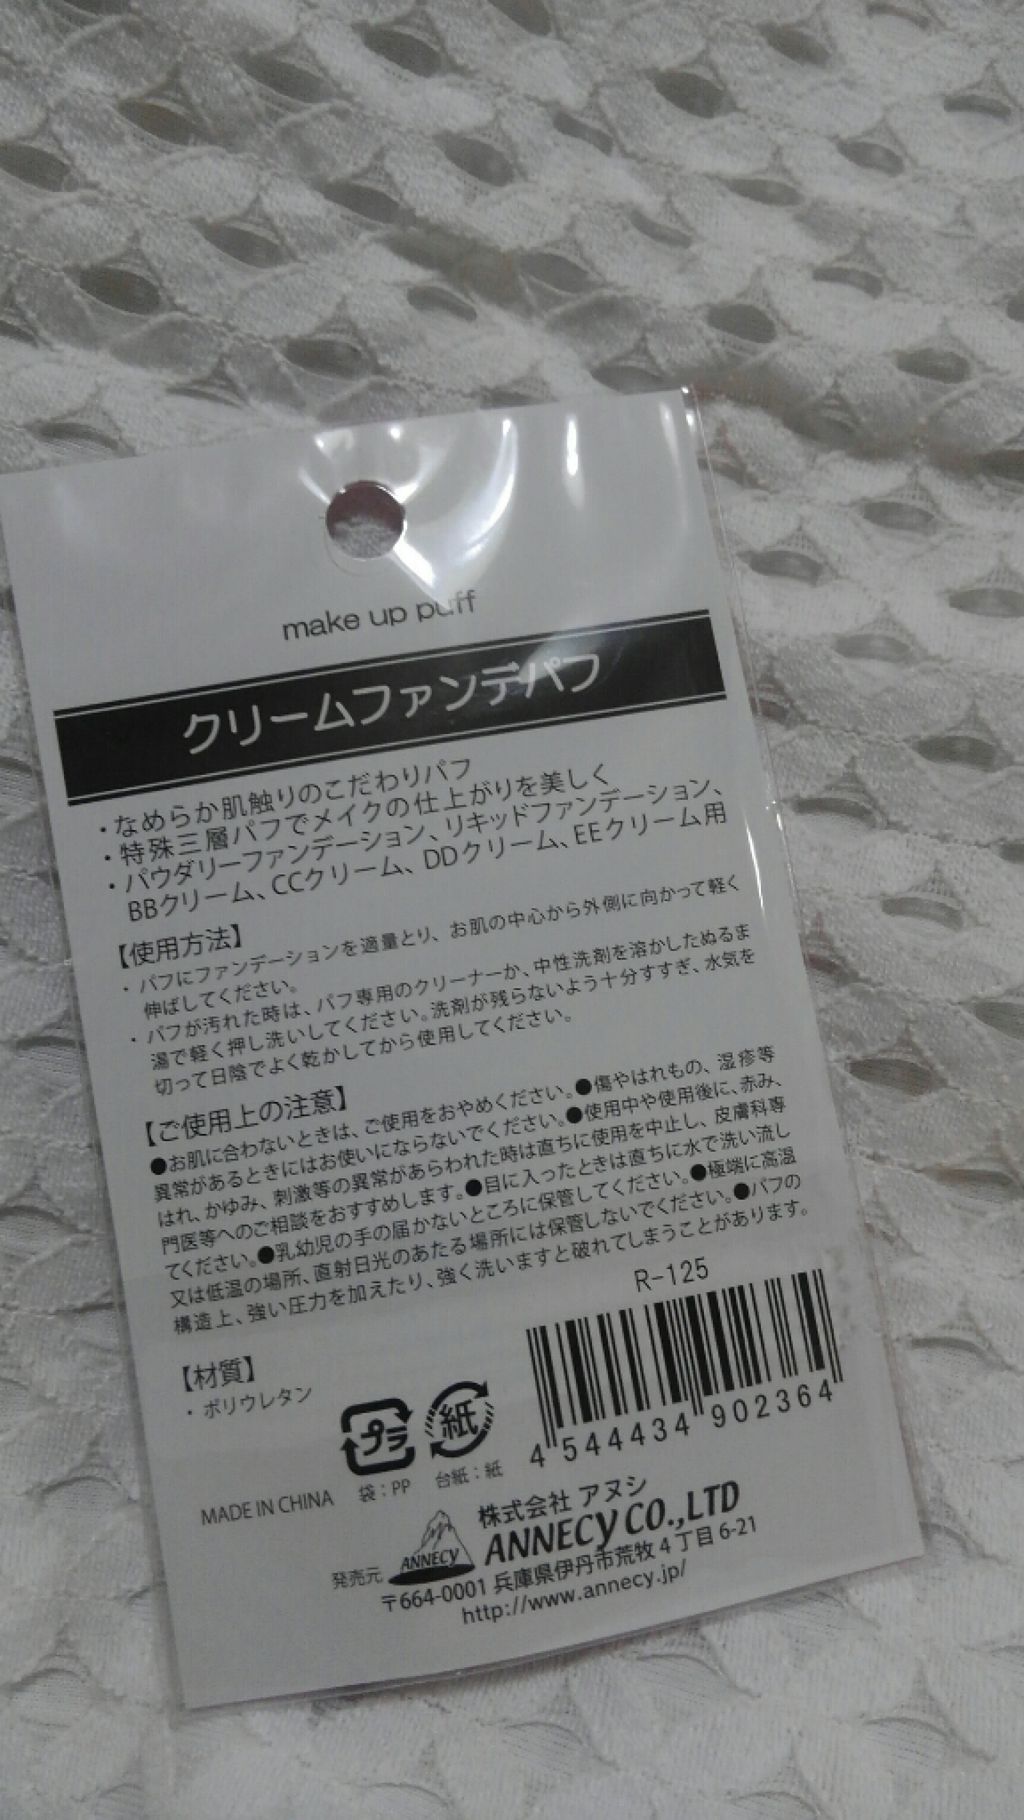 make up puff
クリームファンデパフ
・なめらか肌触りのこだわりパフ
・特殊三層パフでメイクの仕上がりを美しく
・パウダリーファンデーション、リキッドファンデーション、
BBクリーム、CCクリーム、DDクリーム、EEクリーム用
【使用方法】
・パフにファンデーションを適量とり、お肌の中心から外側に向かって軽く
伸ばしてください。
・パフが汚れた時は、パフ専用のクリーナーか、中性洗剤を溶かしたぬるま
湯で軽く押し洗いしてください。洗剤が残らないよう十分すすぎ、水気を
切って日陰でよく乾かしてから使用してください。
【ご使用上の注意】
●お肌に合わないときは、ご使用をおやめください。●傷やはれもの、湿疹等
異常があるときにはお使いにならないでください。●使用中や使用後に、赤み、
はれ、かゆみ、刺激等の異常があらわれた時は直ちに使用を中止し、皮膚科専
門医等へのご相談をおすすめします。●目に入ったときは直ちに水で洗い流し
てください。●乳幼児の手の届かないところに保管してください。●極端に高温
又は低温の場所、直射日光のあたる場所には保管しないでください。●パフの
構造上、強い圧力を加えたり、強く洗いますと破れてしまうことがあります。
R-125
【材質】
・ポリウレタン
プラ
紙
4 544434 902364
MADE IN CHINA
袋：PP
台紙：紙
発売元
ANNECY
株式会社 アヌシ
ANNECY CO.,LTD
〒664-0001 兵庫県伊丹市荒牧4丁目6-21
http://www.annecy.jp/